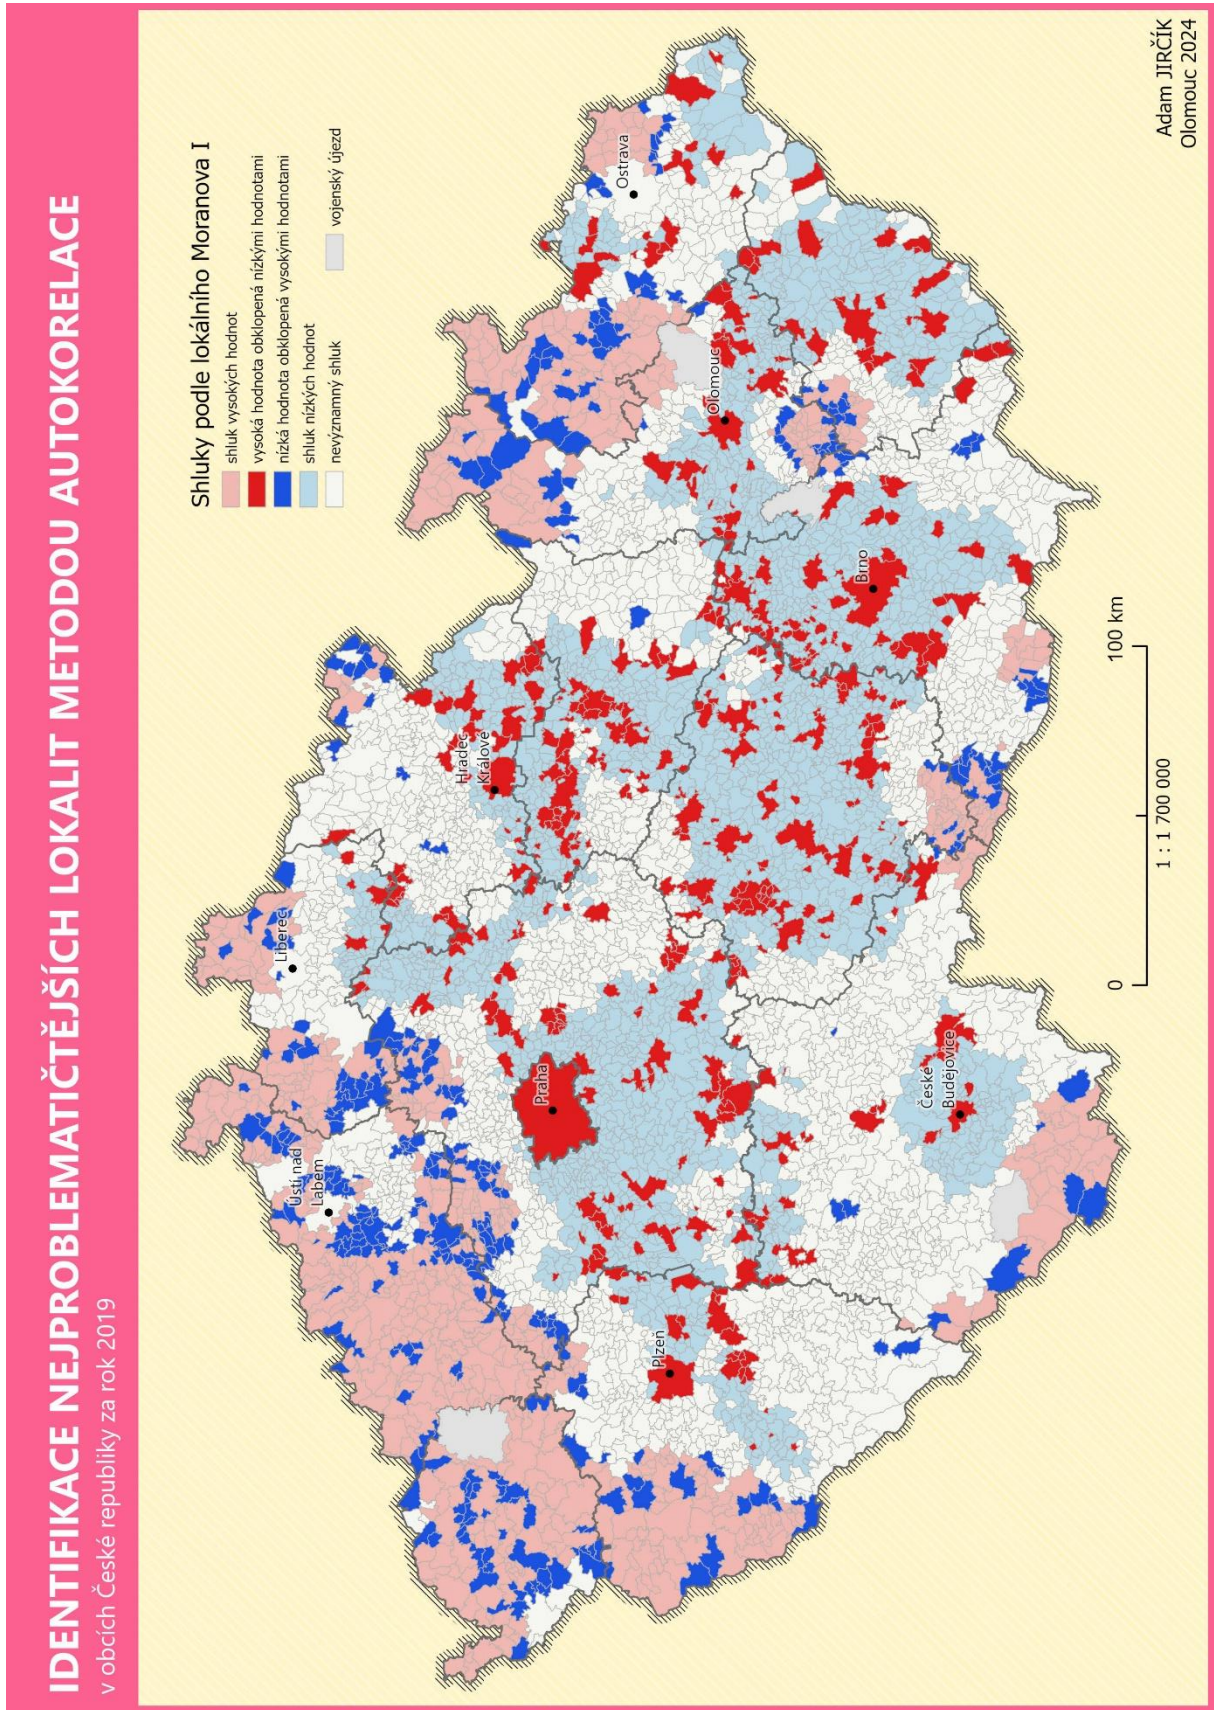 IDENTIFIKACE NEJPROBLEMATIČTĚJŠÍCH LOKALIT METODOU AUTOKORELACE
v obcích České republiky za rok 2019
Shluky podle lokálního Moranova I
shluk vysokých hodnot
vysoká hodnota obklopená nízkými hodnotami
nízká hodnota obklopená vysokými hodnotami
shluk nízkých hodnot
nevýznamný shluk
vojenský újezd
Liberec
Ústí nad
Labem
Hradec
Králové
Praha
Ostrava
Plzeň
Olomouc
Brno
České
Budějovice
0
100 km
1 : 1 700 000
Adam JIRČÍK
Olomouc 2024